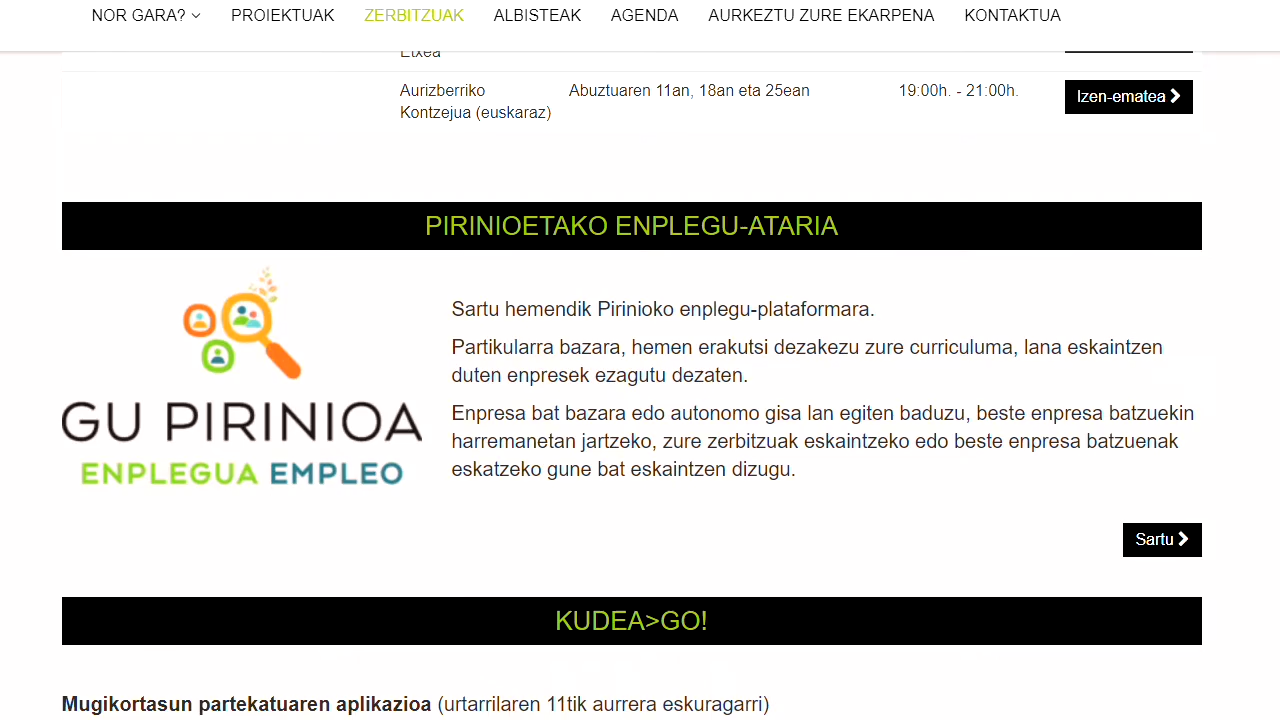 NOR GARA? PROIEKTUAK ZERBITZUAK ALBISTEAK AGENDA AURKEZTU ZURE EKARPENA KONTAKTUA
Etxea
Aurizberriko Abuztuaren 11an, 18an eta 25ean 19:00h. - 21:00h. Izen-ematea
Kontzejua (euskaraz)
PIRINIOETAKO ENPLEGU-ATARIA
GU PIRINIOA
ENPLEGUA EMPLEO
Sartu hemendik Pirinioko enplegu-plataformara.
Partikularra bazara, hemen erakutsi dezakezu zure curriculuma, lana eskaintzen
duten enpresek ezagutu dezaten.
Enpresa bat bazara edo autonomo gisa lan egiten baduzu, beste enpresa batzuekin
harremanetan jartzeko, zure zerbitzuak eskaintzeko edo beste enpresa batzuenak
eskatzeko gune bat eskaintzen dizugu.
Sartu
KUDEA>GO!
Mugikortasun partekatuaren aplikazioa (urtarrilaren 11tik aurrera eskuragarri)